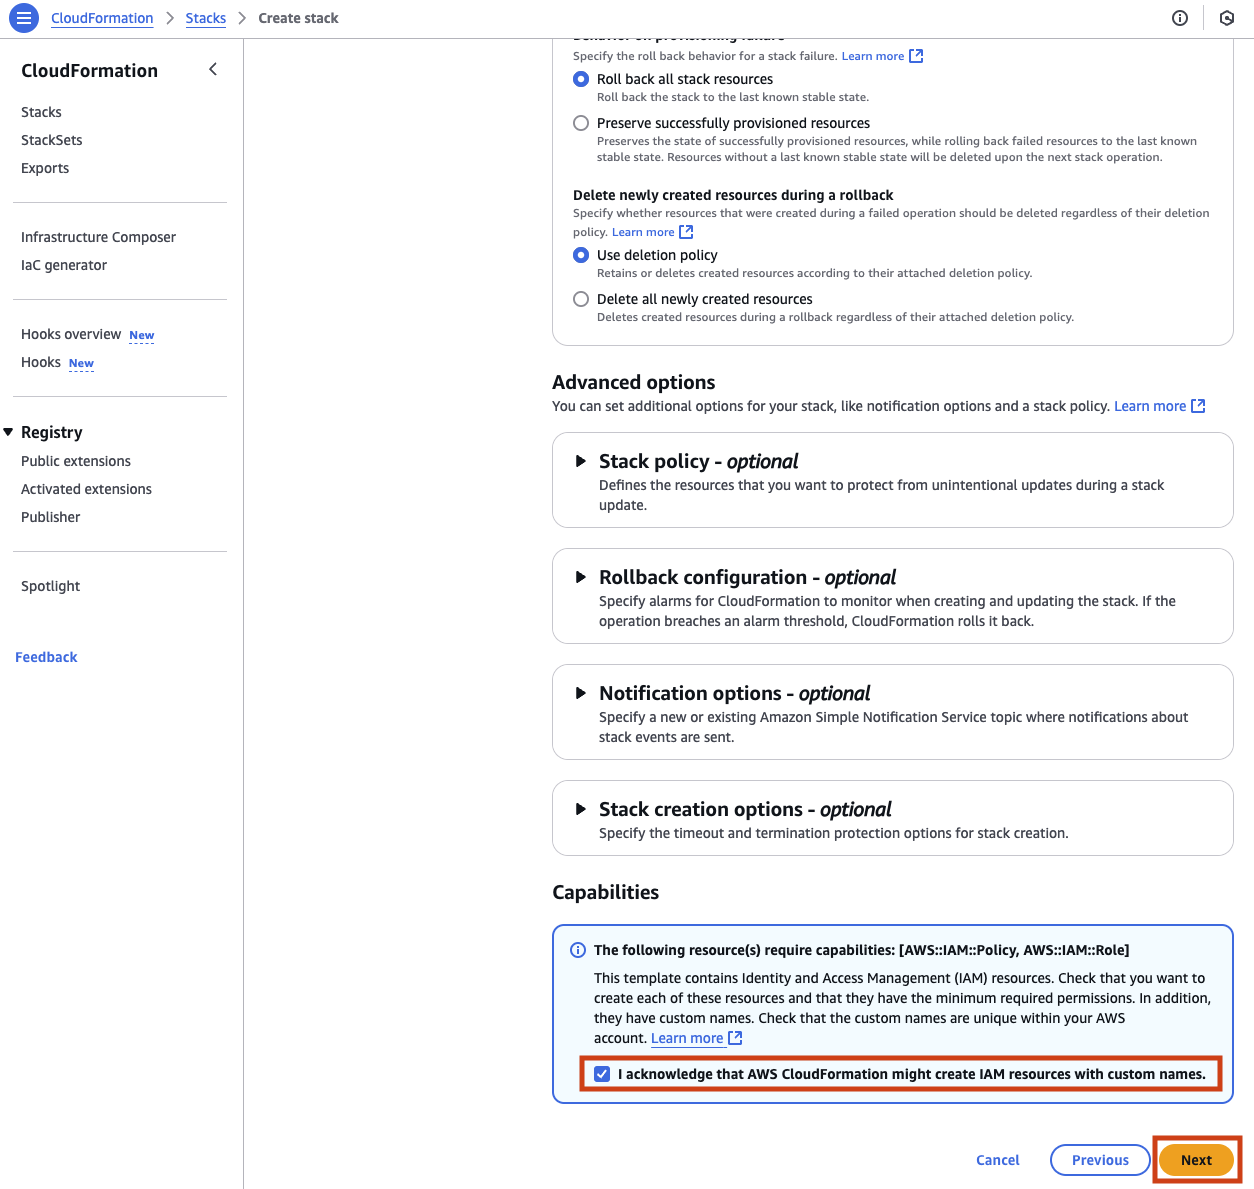 CloudFormation > Stacks > Create stack
CloudFormation
Stacks
StackSets
Exports
Infrastructure Composer
IaC generator
Hooks overview New
Hooks New
Registry
Public extensions
Activated extensions
Publisher
Spotlight
Feedback
Behavior on provisioning failure
Specify the roll back behavior for a stack failure. Learn more
Roll back all stack resources
Roll back the stack to the last known stable state.
Preserve successfully provisioned resources
Preserves the state of successfully provisioned resources, while rolling back failed resources to the last known
stable state. Resources without a last known stable state will be deleted upon the next stack operation.
Delete newly created resources during a rollback
Specify whether resources that were created during a failed operation should be deleted regardless of their deletion
policy. Learn more
Use deletion policy
Retains or deletes created resources according to their attached deletion policy.
Delete all newly created resources
Deletes created resources during a rollback regardless of their attached deletion policy.
Advanced options
You can set additional options for your stack, like notification options and a stack policy. Learn more
Stack policy - optional
Defines the resources that you want to protect from unintentional updates during a stack
update.
Rollback configuration - optional
Specify alarms for CloudFormation to monitor when creating and updating the stack. If the
operation breaches an alarm threshold, CloudFormation rolls it back.
Notification options - optional
Specify a new or existing Amazon Simple Notification Service topic where notifications about
stack events are sent.
Stack creation options - optional
Specify the timeout and termination protection options for stack creation.
Capabilities
The following resource(s) require capabilities: [AWS::IAM::Policy, AWS::IAM::Role]
This template contains Identity and Access Management (IAM) resources. Check that you want to
create each of these resources and that they have the minimum required permissions. In addition,
they have custom names. Check that the custom names are unique within your AWS
account. Learn more
I acknowledge that AWS CloudFormation might create IAM resources with custom names.
Cancel
Previous
Next